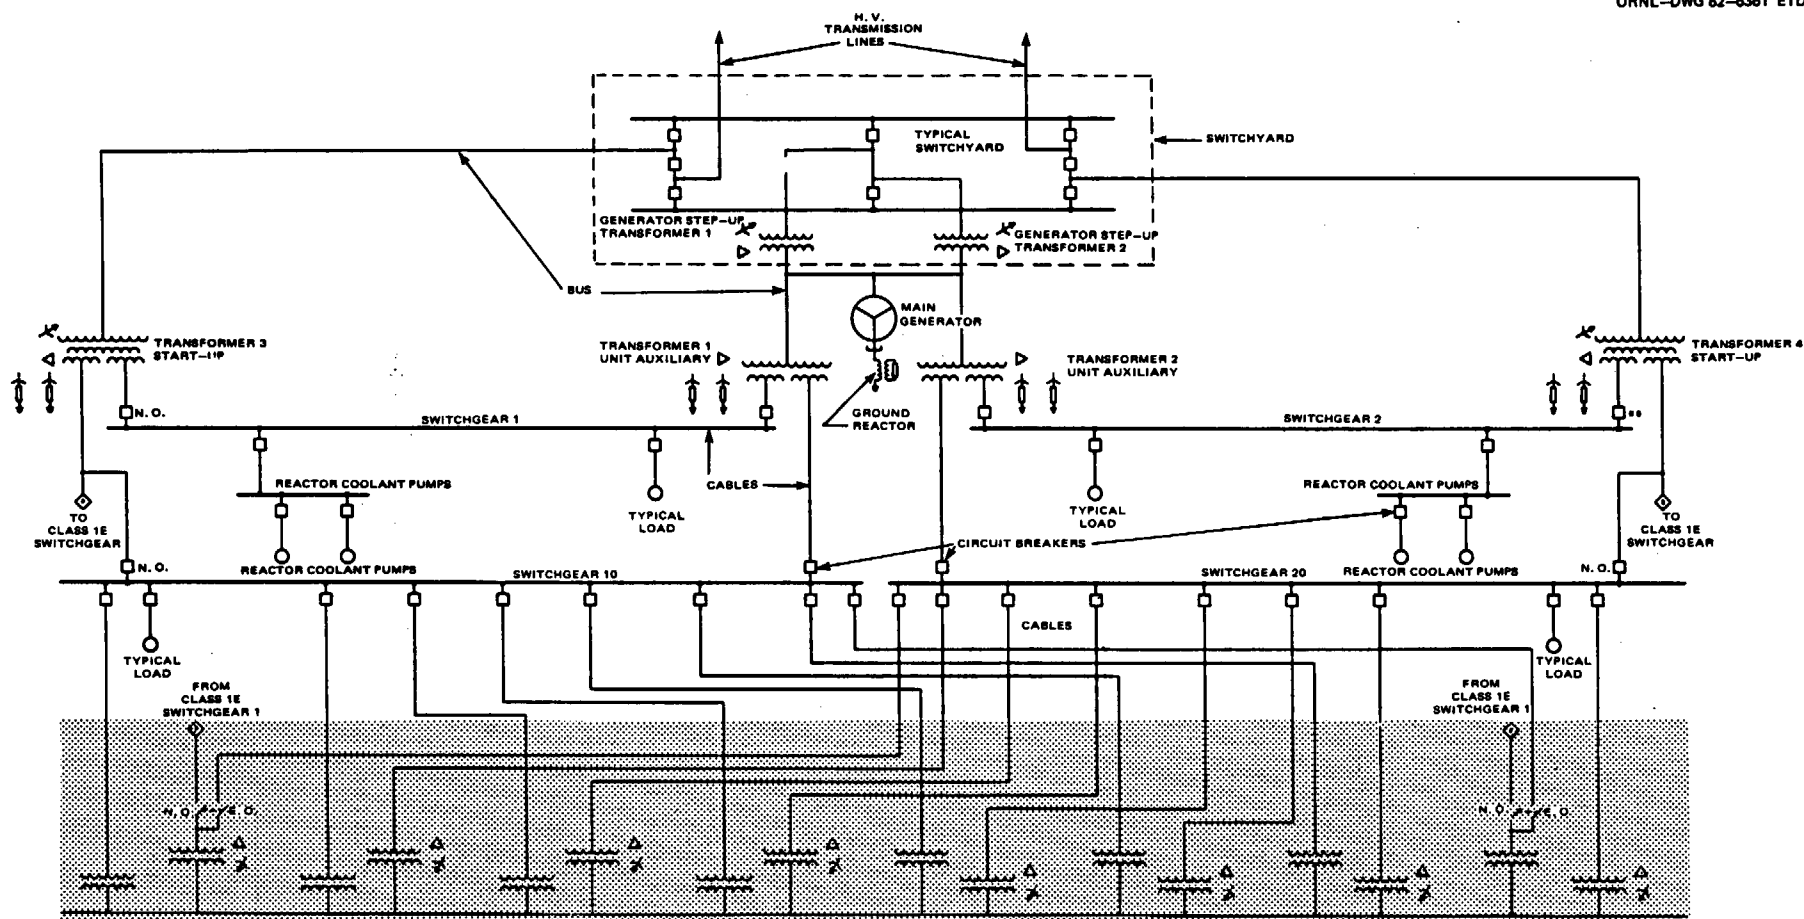 ORNL-DWG 82-6361 ETD
H. V.
TRANSMISSION
LINES
TYPICAL
SWITCHYARD
SWITCHYARD
GENERATOR STEP-UP
TRANSFORMER 1
GENERATOR STEP-UP
TRANSFORMER 2
BUS
MAIN
GENERATOR
TRANSFORMER 3
START-UP
TRANSFORMER 1
UNIT AUXILIARY
TRANSFORMER 2
UNIT AUXILIARY
TRANSFORMER 4
START-UP
N. O.
SWITCHGEAR 1
GROUND
REACTOR
SWITCHGEAR 2
REACTOR COOLANT PUMPS
CABLES
REACTOR COOLANT PUMPS
TO
CLASS 1E
SWITCHGEAR
TYPICAL
LOAD
TYPICAL
LOAD
TO
CLASS 1E
SWITCHGEAR
CIRCUIT BREAKERS
N. O.
REACTOR COOLANT PUMPS
SWITCHGEAR 10
SWITCHGEAR 20
REACTOR COOLANT PUMPS
N. O.
CABLES
TYPICAL
LOAD
TYPICAL
LOAD
FROM
CLASS 1E
SWITCHGEAR 1
FROM
CLASS 1E
SWITCHGEAR 1
N. O.
E. O.
N. O.
E. O.